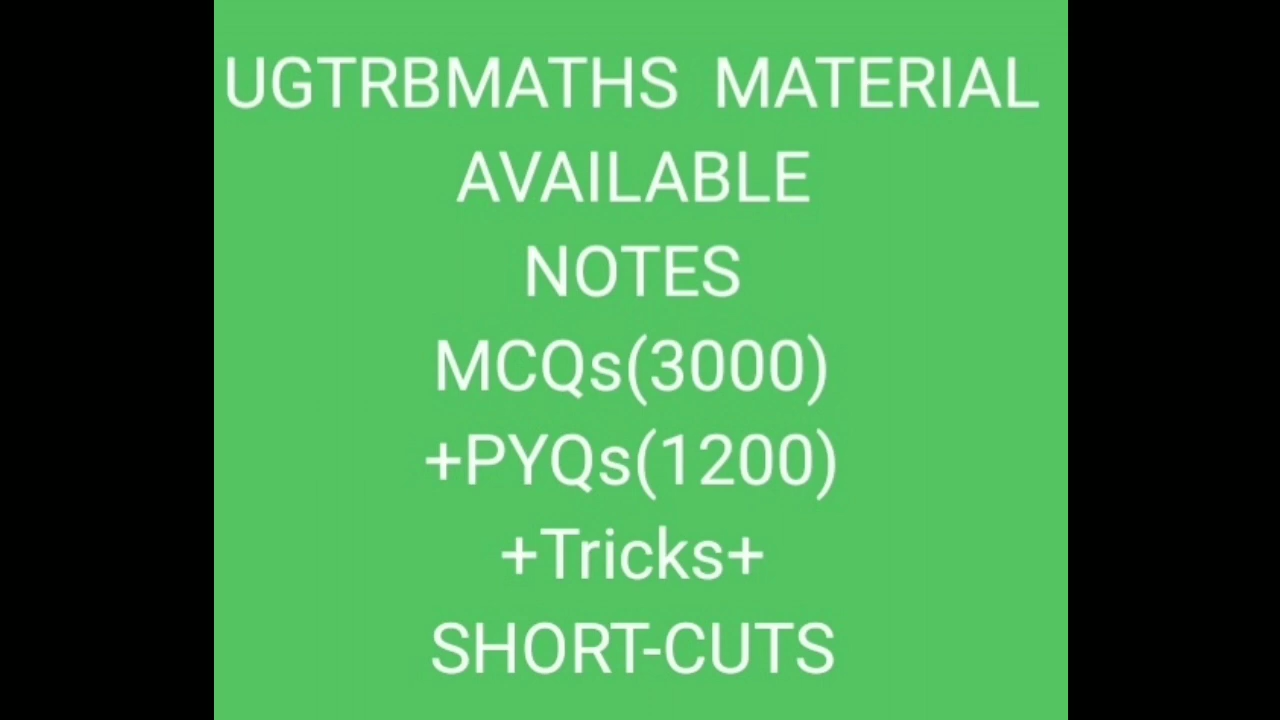 UGTRBMATHS MATERIAL
AVAILABLE
NOTES
MCQs(3000)
+PYQs(1200)
+Tricks+
SHORT-CUTS